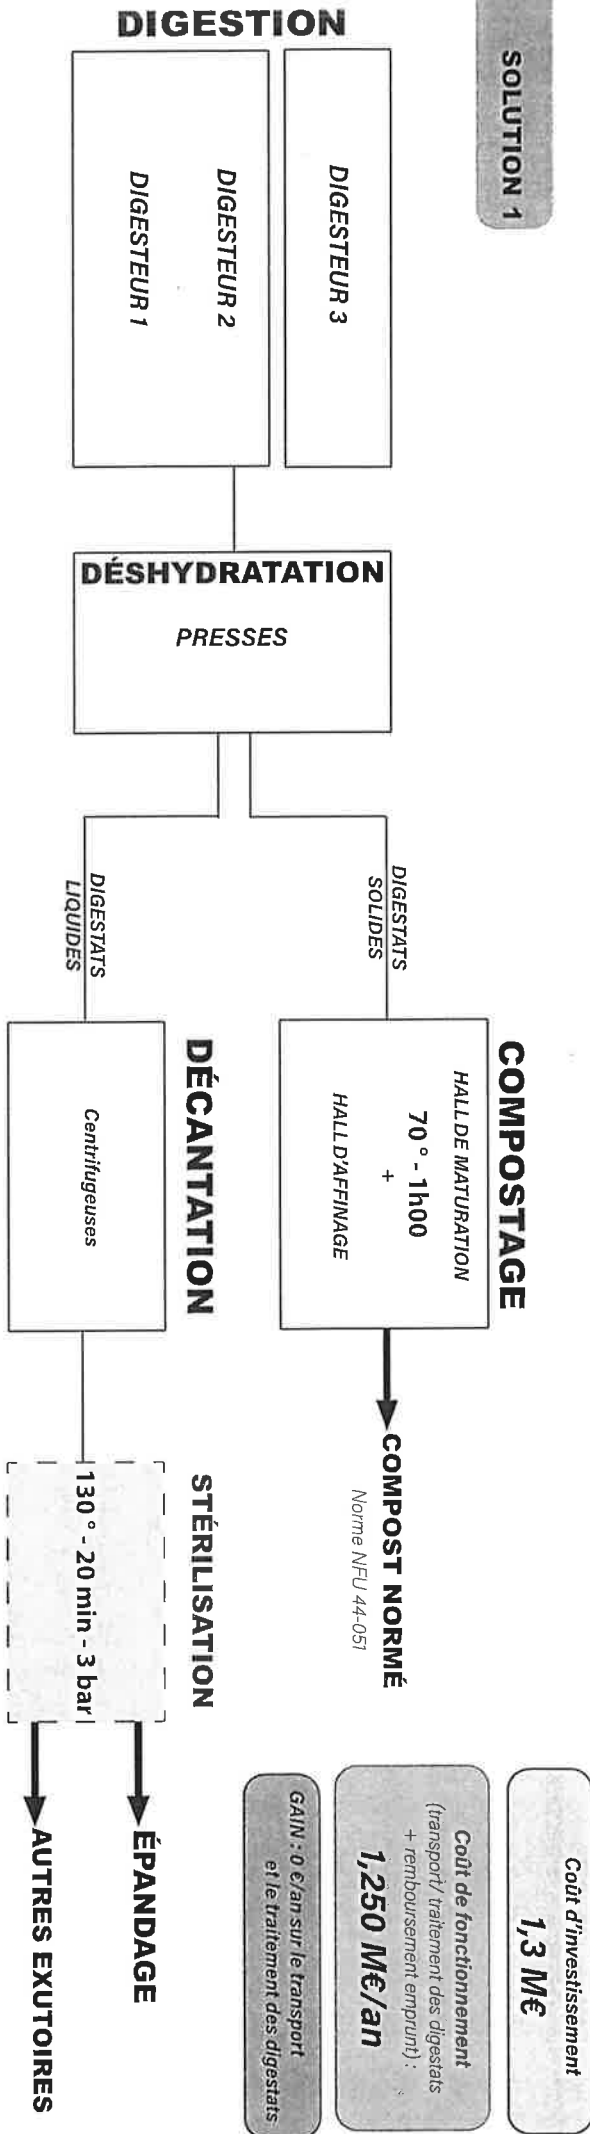 SOLUTION 1
DIGESTION
DIGESTEUR 3
DIGESTEUR 2
DIGESTEUR 1
DÉSHYDRATATION
PRESSES
DIGESTATS
SOLIDES
DIGESTATS
LIQUIDES
COMPOSTAGE
HALL DE MATURATION
70° - 1h00
+
HALL D'AFFINAGE
COMPOST NORMÉ
Norme NFU 44-051
DÉCANTATION
Centrifugeuses
STÉRILISATION
130° - 20 min - 3 bar
ÉPANDAGE
AUTRES EXUTOIRES
Coût d'investissement
1,3 M€
Coût de fonctionnement
(transport/ traitement des digestats
+ remboursement emprunt) :
1,250 M€/an
GAIN : 0 €/an sur le transport
et le traitement des digestats